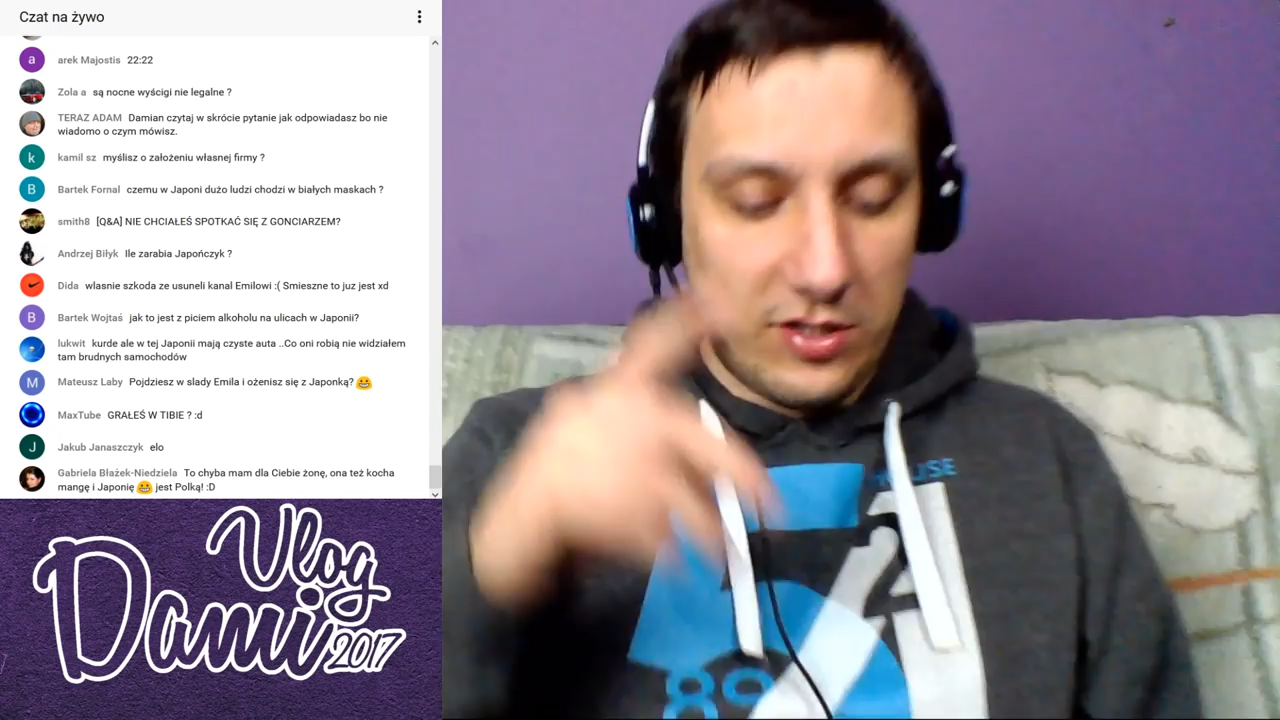 Czat na żywo
a arek Majostis 22:22
Zola a są nocne wyścigi nie legalne ?
TERAZ ADAM Damian czytaj w skrócie pytanie jak odpowiadasz bo nie
wiadomo o czym mówisz.
k kamil sz myślisz o założeniu własnej firmy ?
B Bartek Fornal czemu w Japoni dużo ludzi chodzi w białych maskach ?
smith8 [Q&A] NIE CHCIAŁEŚ SPOTKAĆ SIĘ Z GONCIARZEM?
Andrzej Biłyk Ile zarabia Japończyk ?
Dida wlasnie szkoda ze usuneli kanal Emilowi :( Smieszne to juz jest xd
B Bartek Wojtaś jak to jest z piciem alkoholu na ulicach w Japonii?
lukwit kurde ale w tej Japonii mają czyste auta ..Co oni robią nie widziałem
tam brudnych samochodów
M Mateusz Laby Pojdziesz w slady Emila i ożenisz się z Japonką? 😁
MaxTube GRAŁEŚ W TIBIE ? :d
J Jakub Janaszczyk elo
Gabriela Błażek-Niedziela To chyba mam dla Ciebie żonę, ona też kocha
mangę i Japonię 😁 jest Polką! :D
Vlog
Dami
2017
89